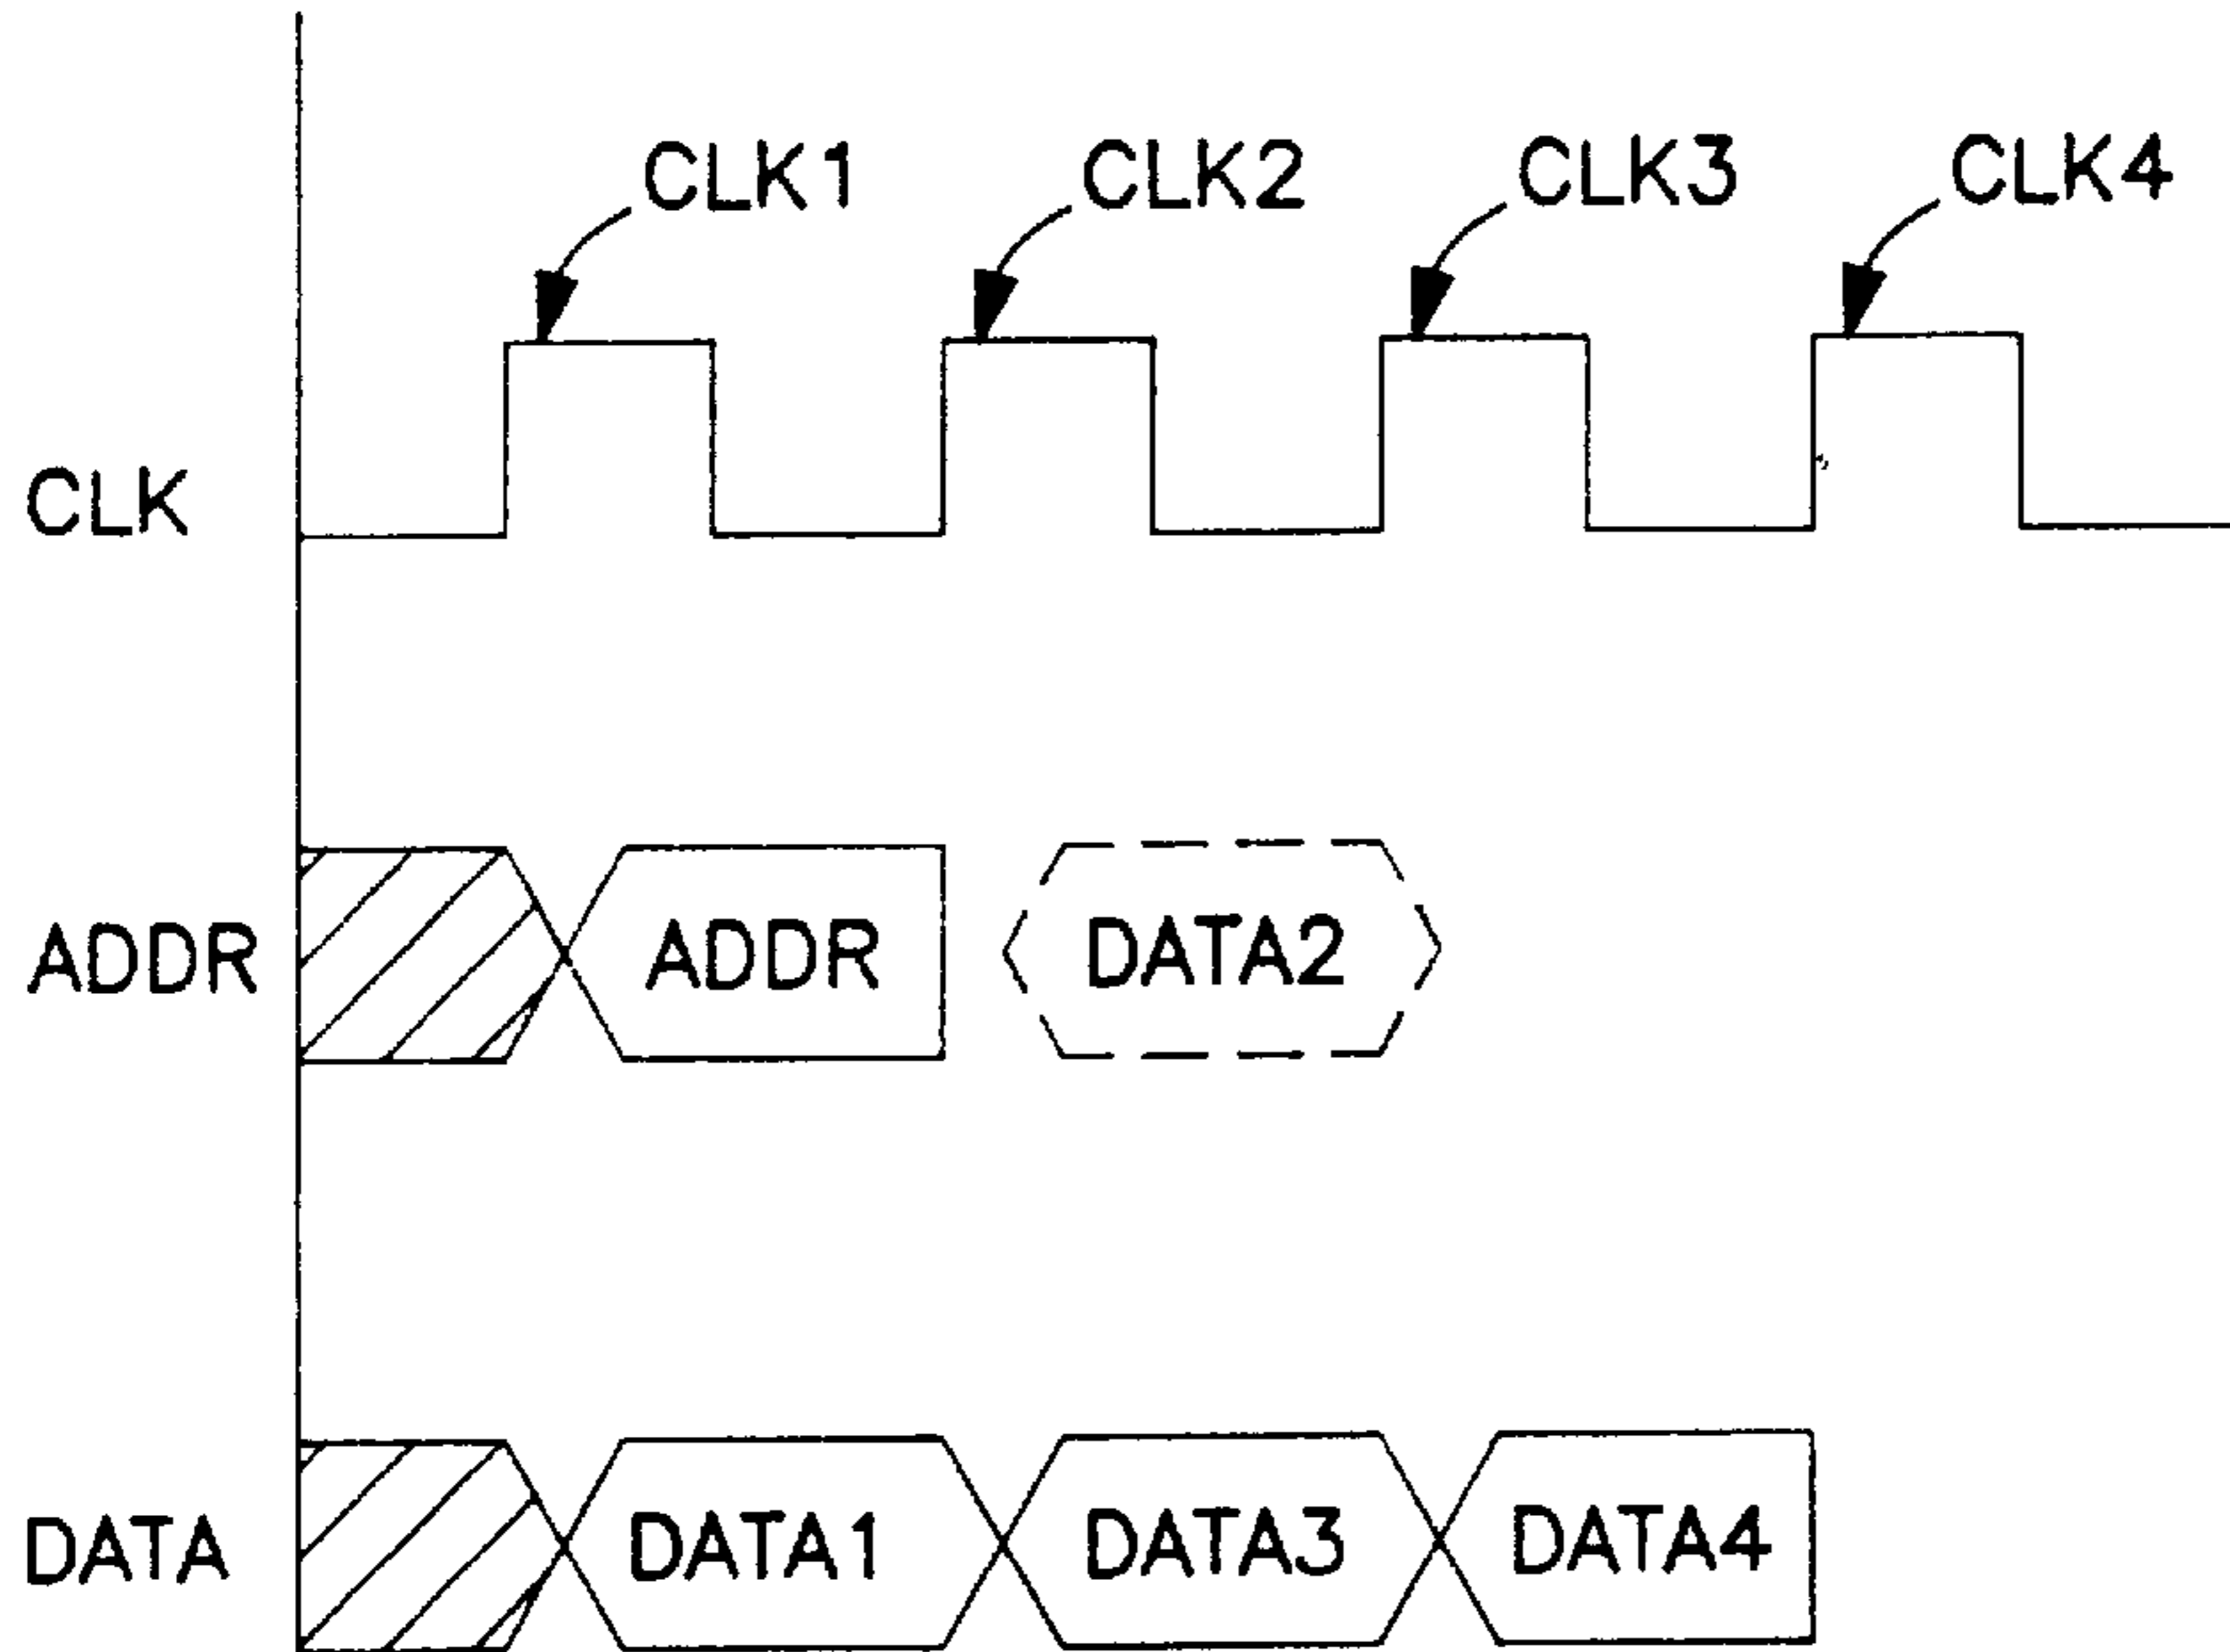 CLK1 CLK2 CLK3 CLK4
CLK
ADDR ADDR DATA2
DATA DATA1 DATA3 DATA4